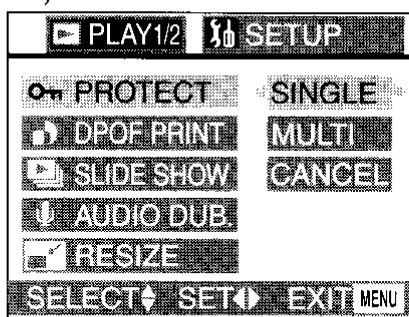 PLAY1/2 SETUP
PROTECT SINGLE
DPOF PRINT MULTI
SLIDE SHOW CANCEL
AUDIO DUB.
RESIZE
SELECT SET EXIT MENU